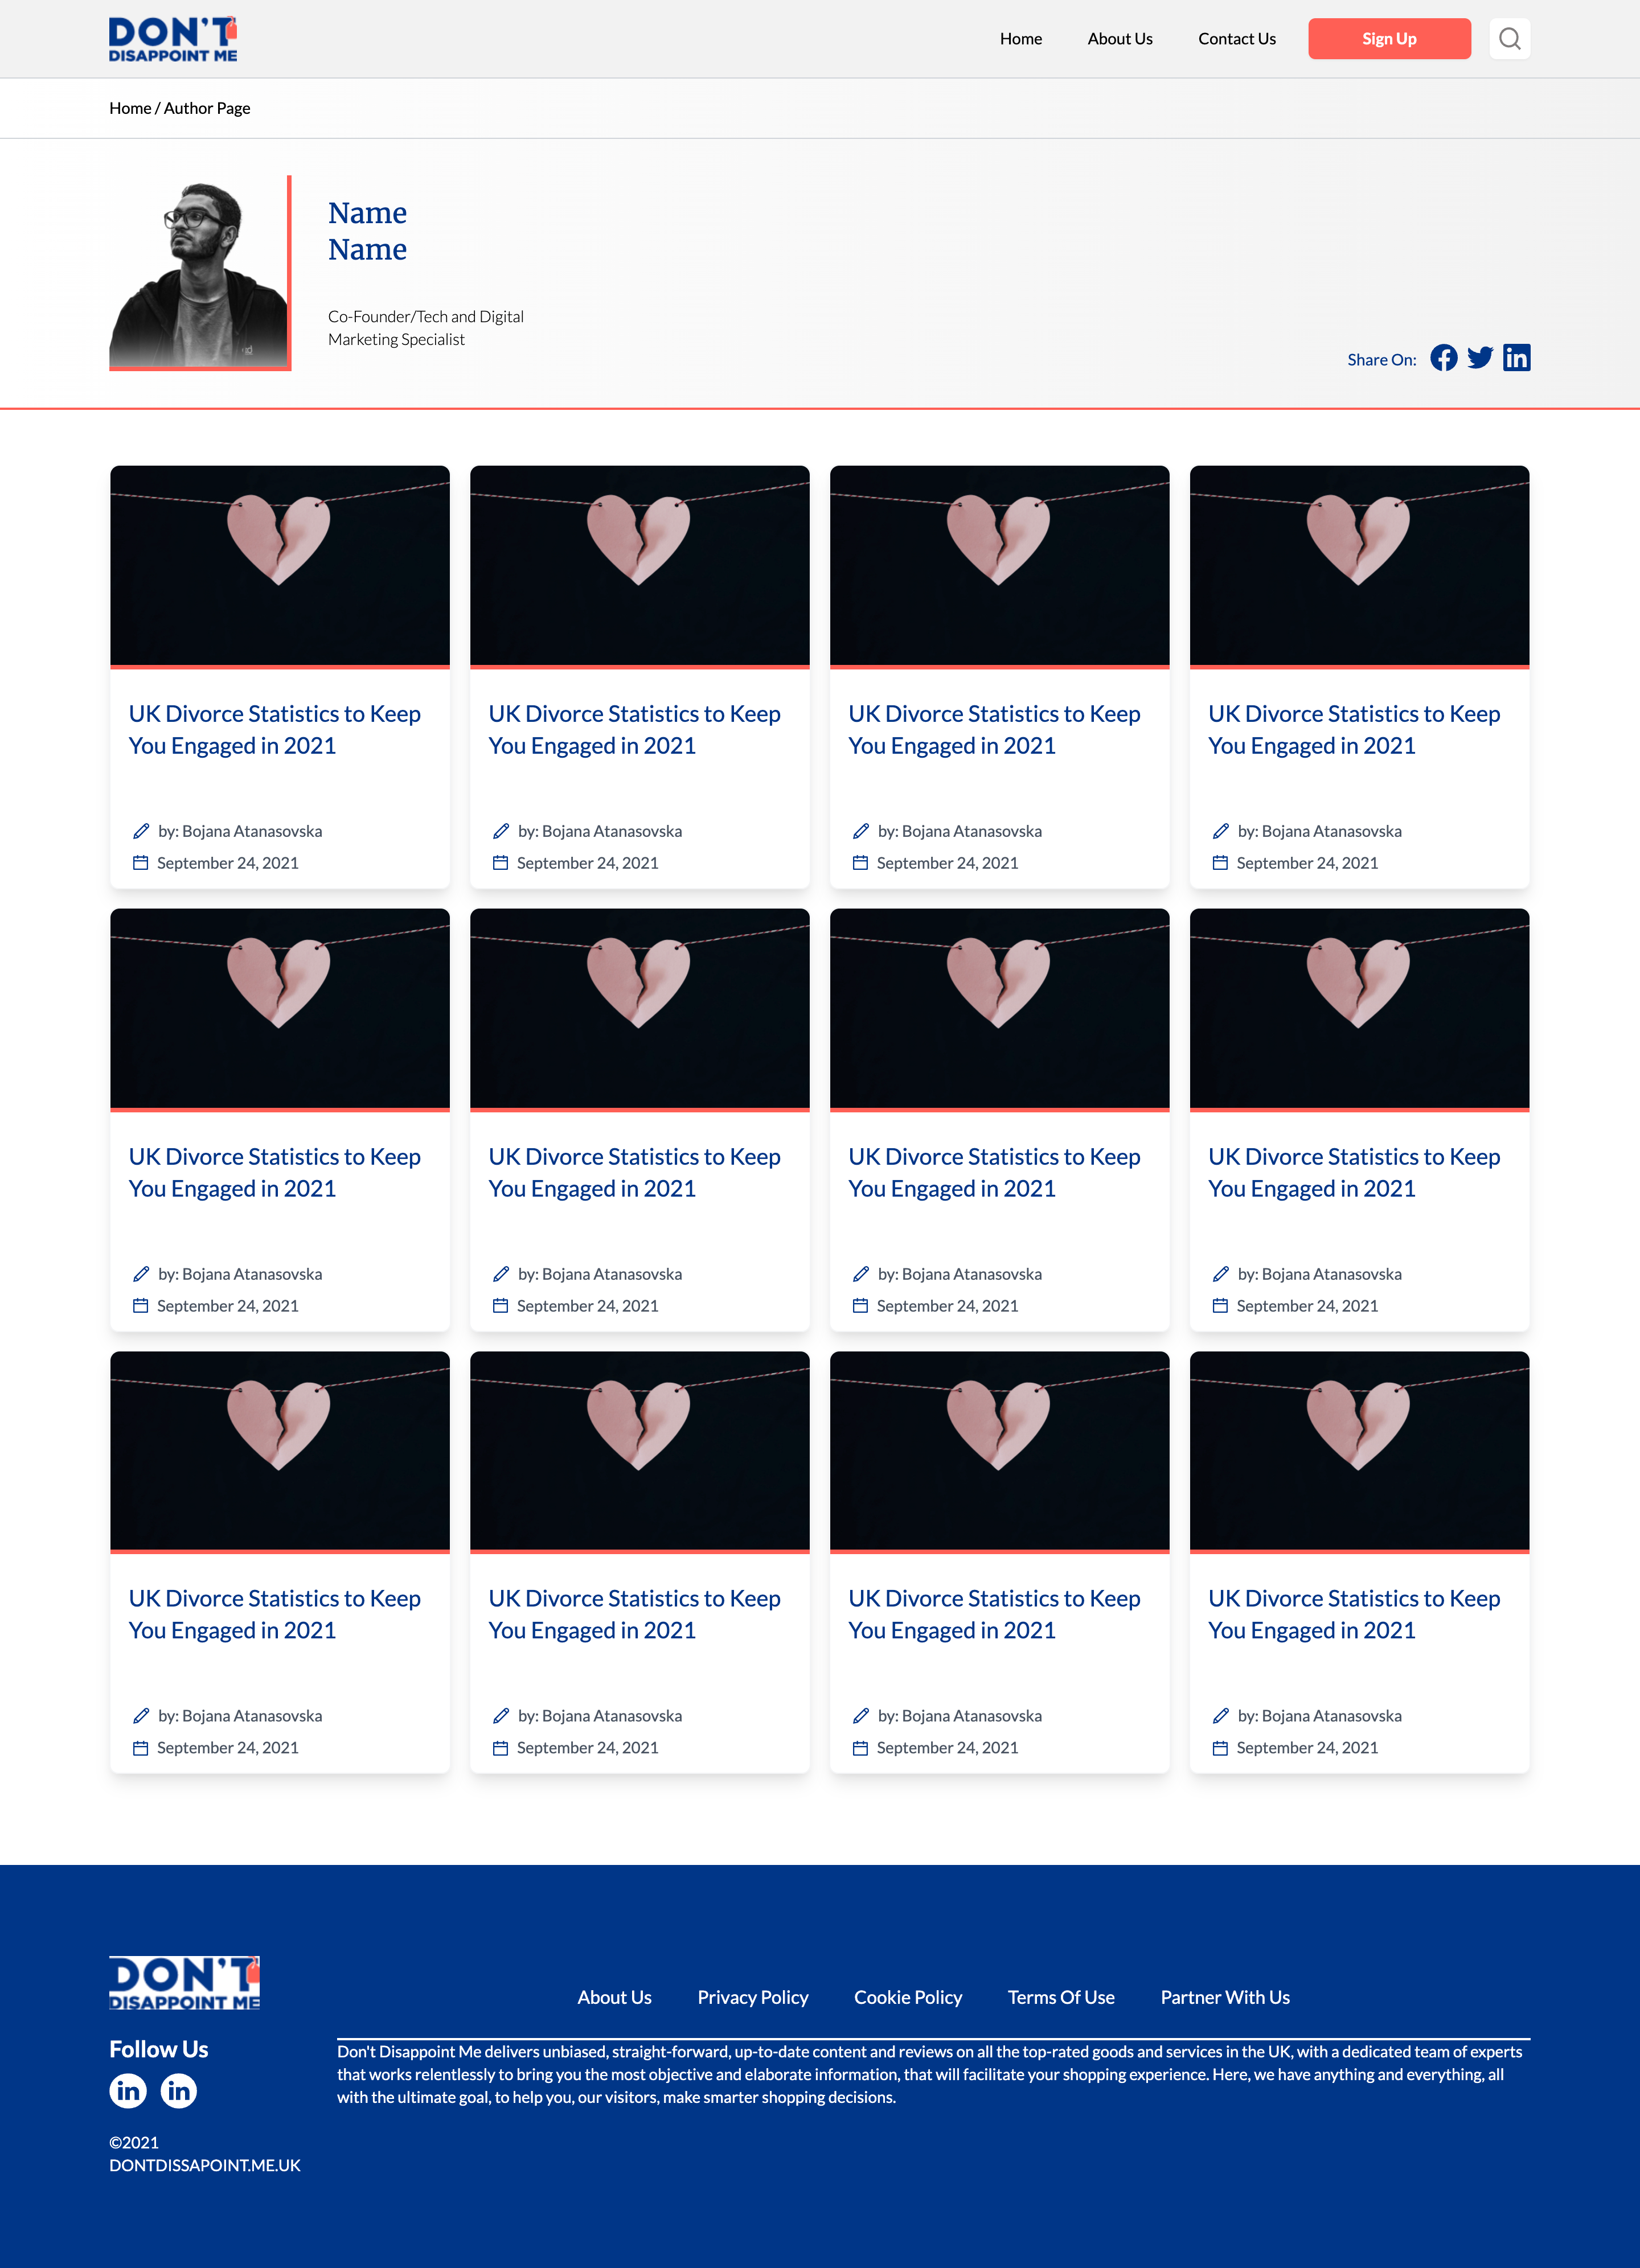 DON'T
DISAPPOINT ME
Home
About Us
Contact Us
Sign Up
Home / Author Page
Name
Name
Co-Founder/Tech and Digital
Marketing Specialist
Share On:
UK Divorce Statistics to Keep
You Engaged in 2021
by: Bojana Atanasovska
September 24, 2021
UK Divorce Statistics to Keep
You Engaged in 2021
by: Bojana Atanasovska
September 24, 2021
UK Divorce Statistics to Keep
You Engaged in 2021
by: Bojana Atanasovska
September 24, 2021
UK Divorce Statistics to Keep
You Engaged in 2021
by: Bojana Atanasovska
September 24, 2021
UK Divorce Statistics to Keep
You Engaged in 2021
by: Bojana Atanasovska
September 24, 2021
UK Divorce Statistics to Keep
You Engaged in 2021
by: Bojana Atanasovska
September 24, 2021
UK Divorce Statistics to Keep
You Engaged in 2021
by: Bojana Atanasovska
September 24, 2021
UK Divorce Statistics to Keep
You Engaged in 2021
by: Bojana Atanasovska
September 24, 2021
UK Divorce Statistics to Keep
You Engaged in 2021
by: Bojana Atanasovska
September 24, 2021
UK Divorce Statistics to Keep
You Engaged in 2021
by: Bojana Atanasovska
September 24, 2021
UK Divorce Statistics to Keep
You Engaged in 2021
by: Bojana Atanasovska
September 24, 2021
UK Divorce Statistics to Keep
You Engaged in 2021
by: Bojana Atanasovska
September 24, 2021
DON'T
DISAPPOINT ME
Follow Us
©2021
DONTDISSAPOINT.ME.UK
About Us
Privacy Policy
Cookie Policy
Terms Of Use
Partner With Us
Don't Disappoint Me delivers unbiased, straight-forward, up-to-date content and reviews on all the top-rated goods and services in the UK, with a dedicated team of experts
that works relentlessly to bring you the most objective and elaborate information, that will facilitate your shopping experience. Here, we have anything and everything, all
with the ultimate goal, to help you, our visitors, make smarter shopping decisions.